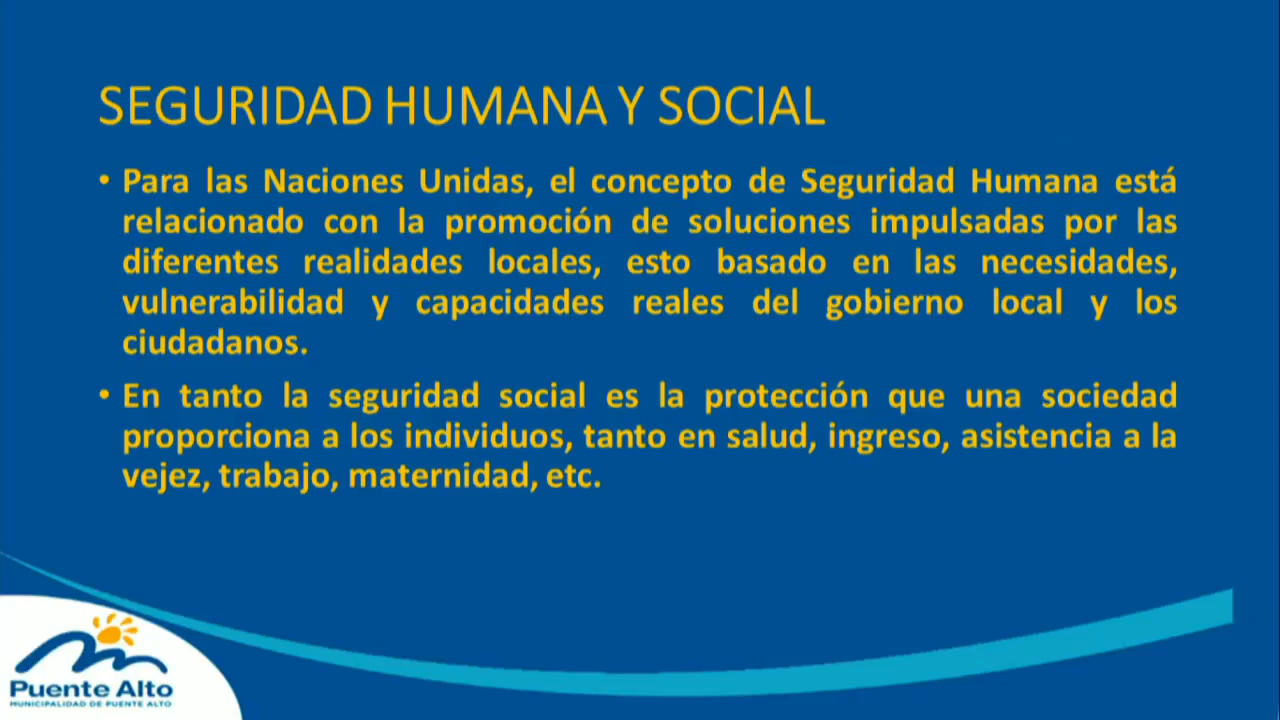 SEGURIDAD HUMANA Y SOCIAL
• Para las Naciones Unidas, el concepto de Seguridad Humana está
relacionado con la promoción de soluciones impulsadas por las
diferentes realidades locales, esto basado en las necesidades,
vulnerabilidad y capacidades reales del gobierno local y los
ciudadanos.
• En tanto la seguridad social es la protección que una sociedad
proporciona a los individuos, tanto en salud, ingreso, asistencia a la
vejez, trabajo, maternidad, etc.
Puente Alto
MUNICIPALIDAD DE PUENTE ALTO